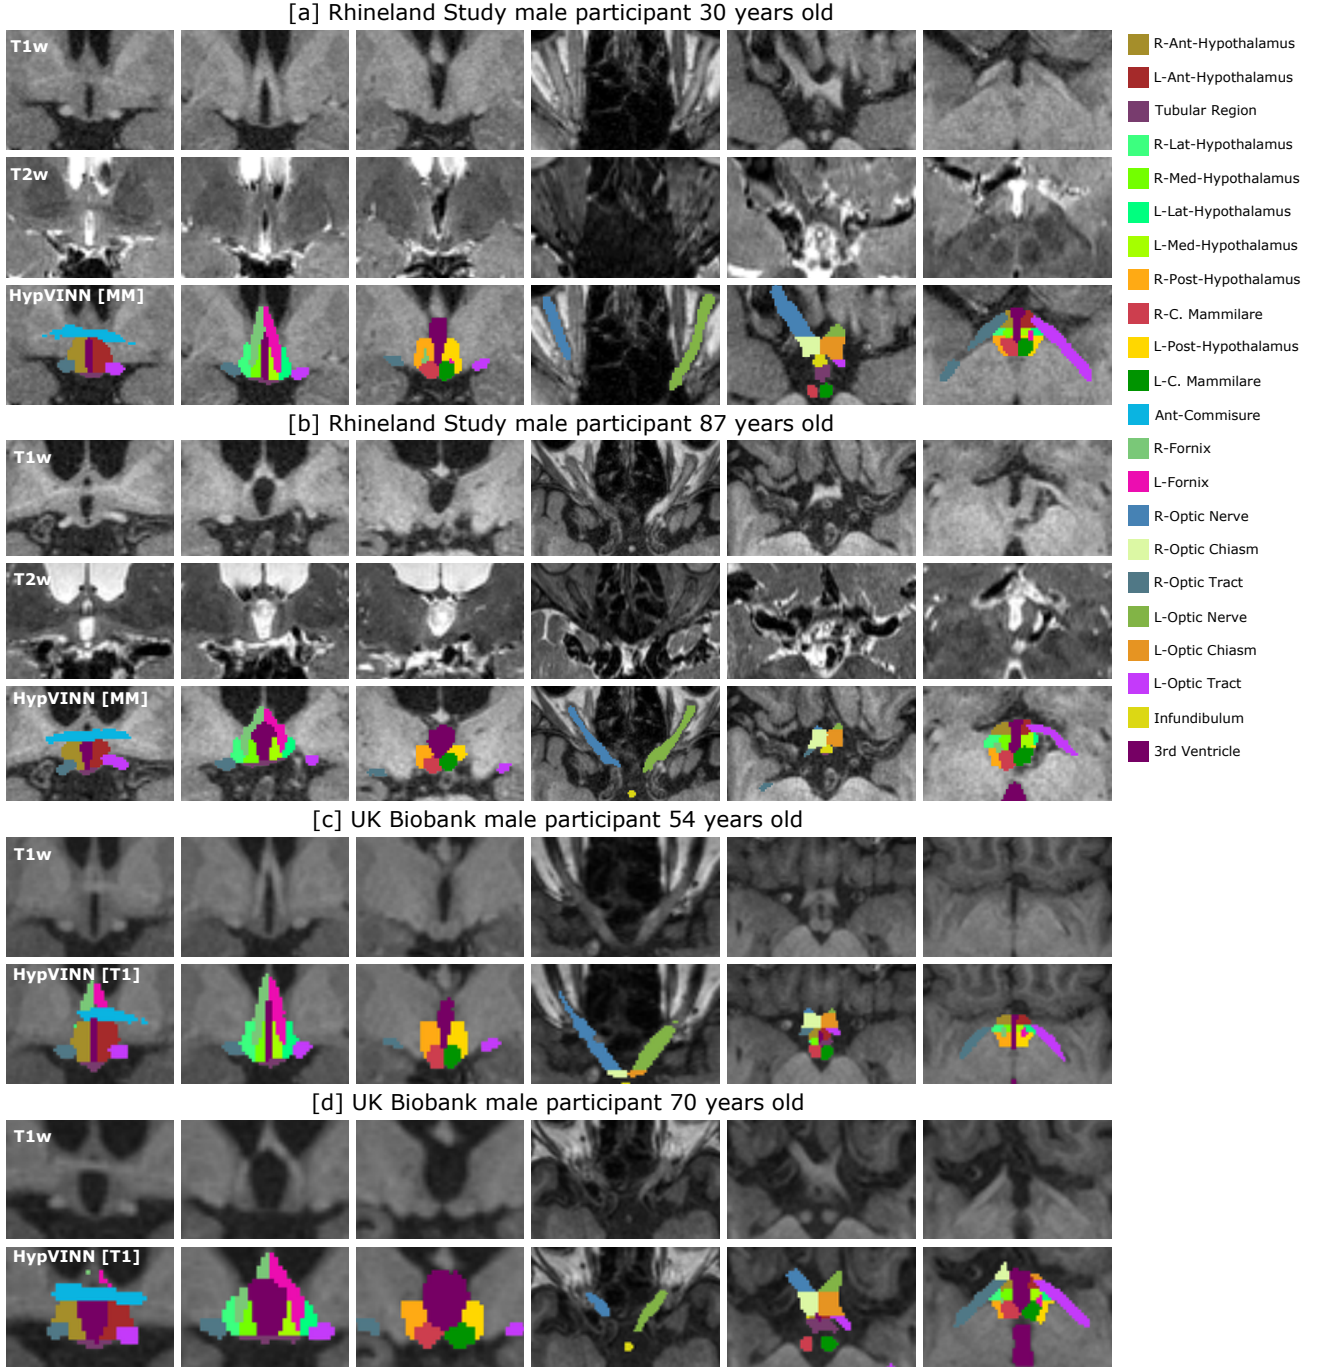 [a] Rhineland Study male participant 30 years old
T1w
T2w
HypVINN [MM]
[b] Rhineland Study male participant 87 years old
T1w
T2w
HypVINN [MM]
[c] UK Biobank male participant 54 years old
T1w
HypVINN [T1]
[d] UK Biobank male participant 70 years old
T1w
HypVINN [T1]
R-Ant-Hypothalamus
L-Ant-Hypothalamus
Tubular Region
R-Lat-Hypothalamus
R-Med-Hypothalamus
L-Lat-Hypothalamus
L-Med-Hypothalamus
R-Post-Hypothalamus
R-C. Mammilare
L-Post-Hypothalamus
L-C. Mammilare
Ant-Commisure
R-Fornix
L-Fornix
R-Optic Nerve
R-Optic Chiasm
R-Optic Tract
L-Optic Nerve
L-Optic Chiasm
L-Optic Tract
Infundibulum
3rd Ventricle